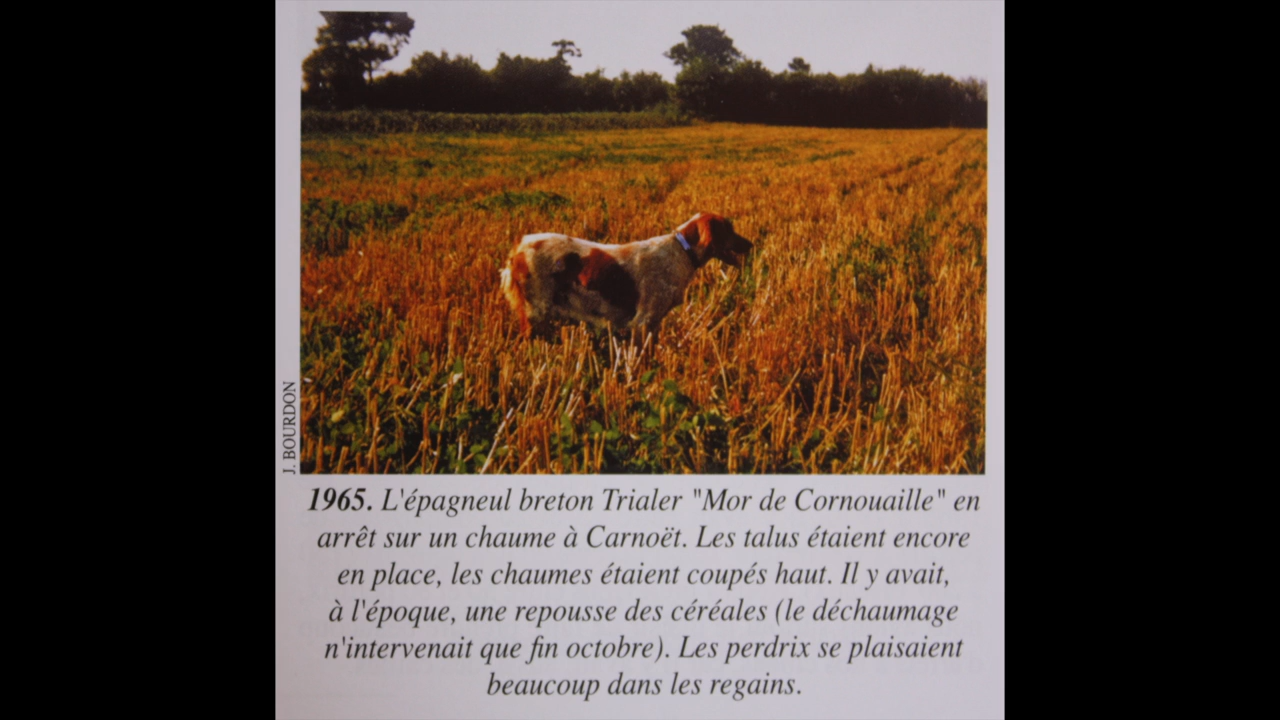 J. BOURDON
1965. L'épagneul breton Trialer "Mor de Cornouaille" en
arrêt sur un chaume à Carnoët. Les talus étaient encore
en place, les chaumes étaient coupés haut. Il y avait,
à l'époque, une repousse des céréales (le déchaumage
n'intervenait que fin octobre). Les perdrix se plaisaient
beaucoup dans les regains.